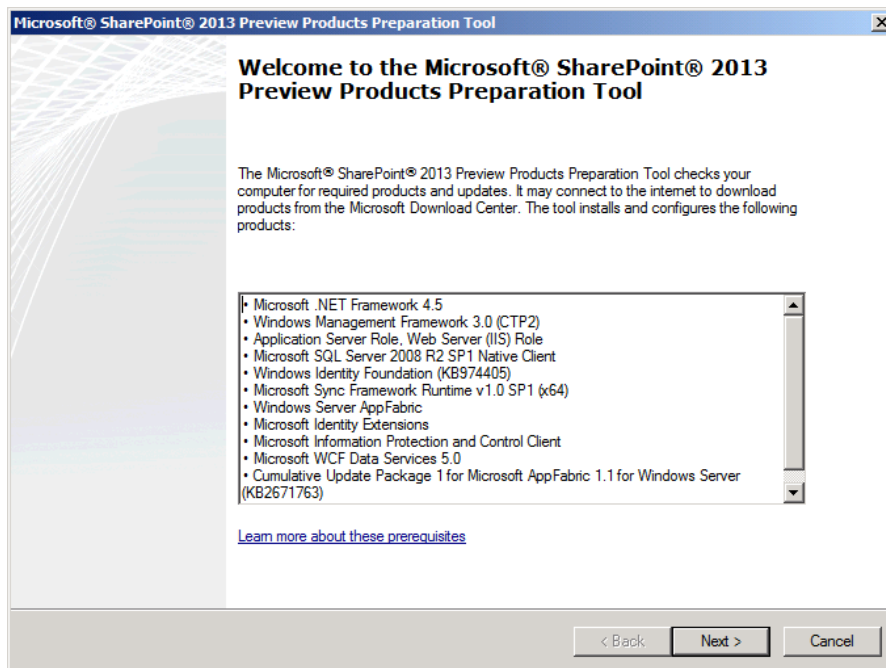 Microsoft® SharePoint® 2013 Preview Products Preparation Tool
Welcome to the Microsoft® SharePoint® 2013
Preview Products Preparation Tool
The Microsoft® SharePoint® 2013 Preview Products Preparation Tool checks your
computer for required products and updates. It may connect to the internet to download
products from the Microsoft Download Center. The tool installs and configures the following
products:
• Microsoft .NET Framework 4.5
• Windows Management Framework 3.0 (CTP2)
• Application Server Role, Web Server (IIS) Role
• Microsoft SQL Server 2008 R2 SP1 Native Client
• Windows Identity Foundation (KB974405)
• Microsoft Sync Framework Runtime v1.0 SP1 (x64)
• Windows Server AppFabric
• Microsoft Identity Extensions
• Microsoft Information Protection and Control Client
• Microsoft WCF Data Services 5.0
• Cumulative Update Package 1 for Microsoft AppFabric 1.1 for Windows Server
(KB2671763)
Learn more about these prerequisites
< Back Next > Cancel